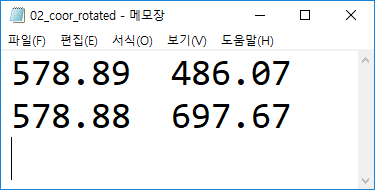 02_coor_rotated - 메모장
파일(F) 편집(E) 서식(O) 보기(V) 도움말(H)
578.89  486.07
578.88  697.67